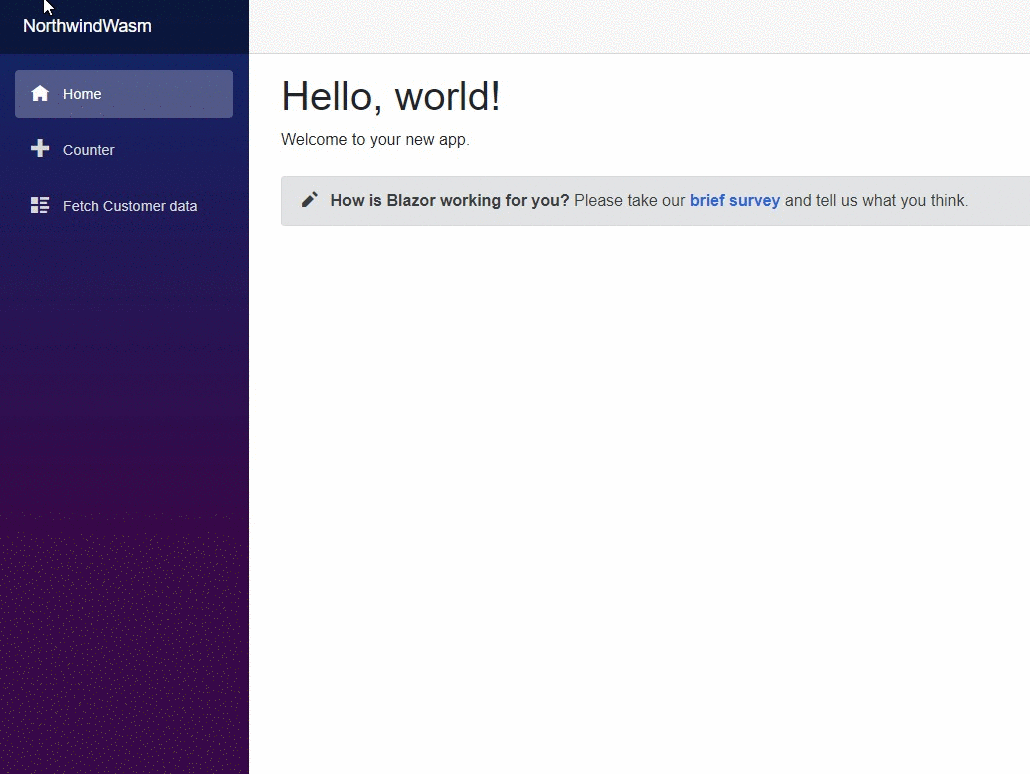 NorthwindWasm
Home
Counter
Fetch Customer data
Hello, world!
Welcome to your new app.
How is Blazor working for you? Please take our brief survey and tell us what you think.